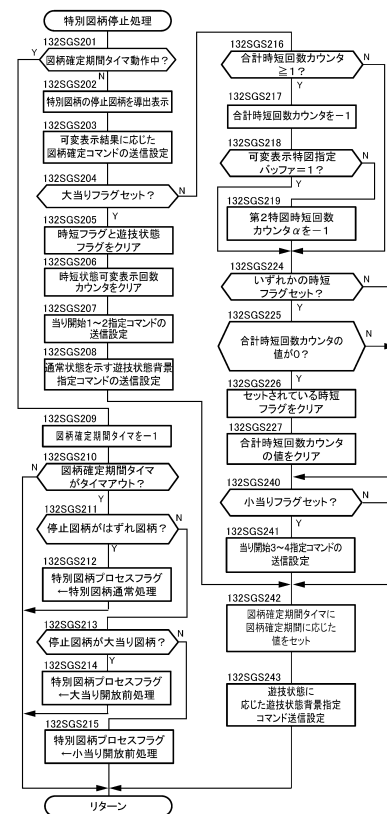 特別図柄停止処理
132SGS201
図柄確定期間タイマ動作中？
Y
N
132SGS202
特別図柄の停止図柄を導出表示
132SGS203
可変表示結果に応じた
図柄確定コマンドの送信設定
132SGS204
大当りフラグセット？
N
Y
132SGS205
時短フラグと遊技状態
フラグをクリア
132SGS206
時短状態可変表示回数
カウンタをクリア
132SGS207
当り開始1～2指定コマンドの
送信設定
132SGS208
通常状態を示す遊技状態背景
指定コマンドの送信設定
132SGS209
図柄確定期間タイマを－1
132SGS210
図柄確定期間タイマ
がタイムアウト？
N
Y
132SGS211
停止図柄がはずれ図柄？
N
Y
132SGS212
特別図柄プロセスフラグ
←特別図柄通常処理
132SGS213
停止図柄が大当り図柄？
N
Y
132SGS214
特別図柄プロセスフラグ
←大当り開放前処理
132SGS215
特別図柄プロセスフラグ
←小当り開放前処理
リターン
132SGS216
合計時短回数カウンタ
≧1？
N
Y
132SGS217
合計時短回数カウンタを－1
132SGS218
可変表示特図指定
バッファ＝1？
N
Y
132SGS219
第2特図時短回数
カウンタαを－1
132SGS224
いずれかの時短
フラグセット？
N
Y
132SGS225
合計時短回数カウンタの
値が0？
N
Y
132SGS226
セットされている時短
フラグをクリア
132SGS227
合計時短回数カウンタ
の値をクリア
132SGS240
小当りフラグセット？
N
Y
132SGS241
当り開始3～4指定コマンドの
送信設定
132SGS242
図柄確定期間タイマに
図柄確定期間に応じた
値をセット
132SGS243
遊技状態に
応じた遊技状態背景指定
コマンド送信設定